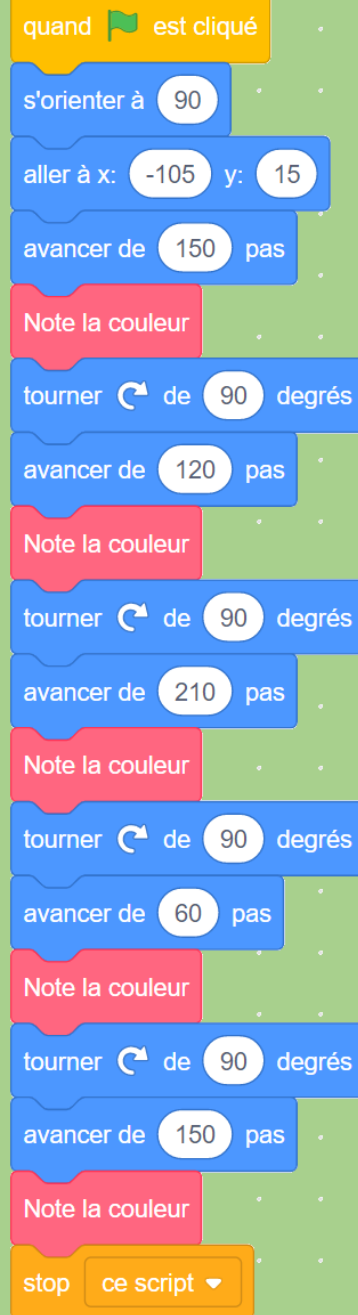 quand est cliqué
s'orienter à 90
aller à x: -105 y: 15
avancer de 150 pas
Note la couleur
tourner de 90 degrés
avancer de 120 pas
Note la couleur
tourner de 90 degrés
avancer de 210 pas
Note la couleur
tourner de 90 degrés
avancer de 60 pas
Note la couleur
tourner de 90 degrés
avancer de 150 pas
Note la couleur
stop ce script